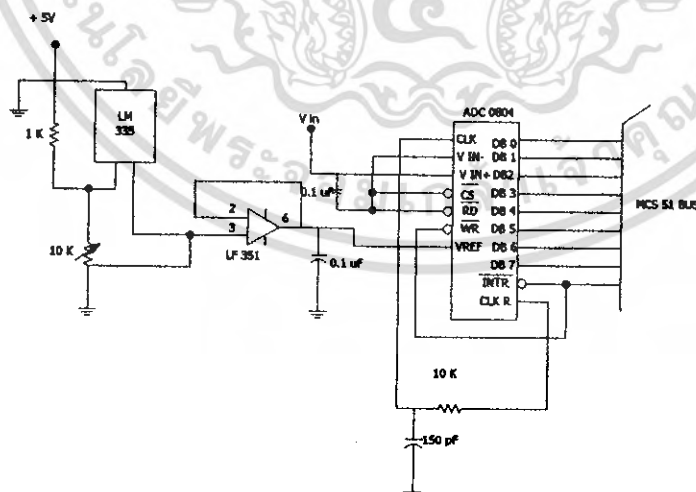 + 5V
LM
335
1 K
10 K
2
3
6
LF 351
0.1 uf
V in
0.1 uf
ADC 0804
CLK
V IN-
V IN+
CS
RD
WR
VREF
DB 0
DB 1
DB2
DB 3
DB 4
DB 5
DB 6
DB 7
INTR
CLK R
MCS 51 BUS
10 K
150 pf